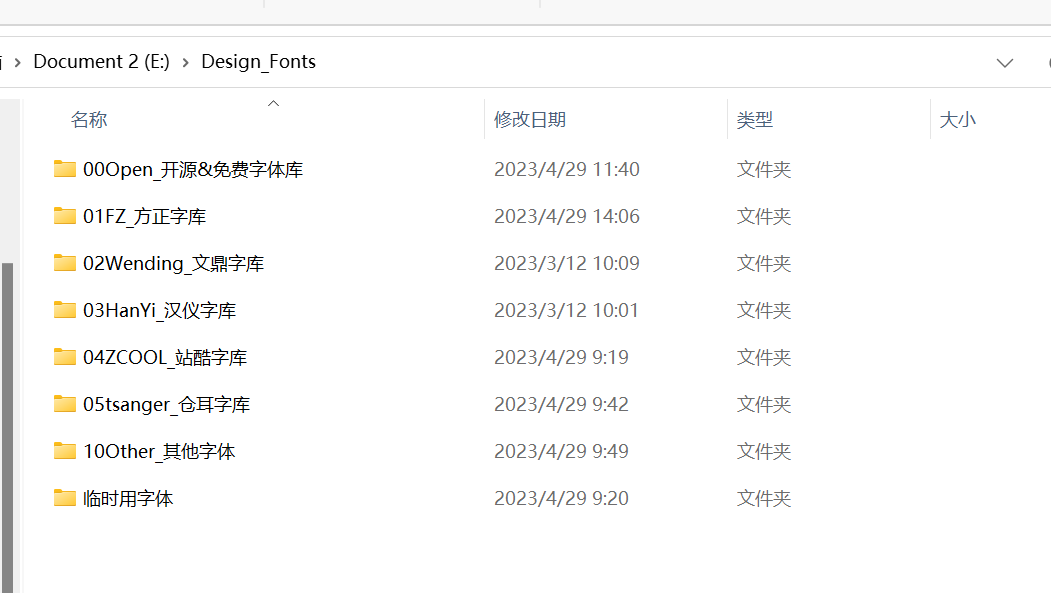 Document 2 (E:) > Design_Fonts
名称 修改日期 类型 大小
00Open_开源&免费字体库 2023/4/29 11:40 文件夹
01FZ_方正字库 2023/4/29 14:06 文件夹
02Wending_文鼎字库 2023/3/12 10:09 文件夹
03HanYi_汉仪字库 2023/3/12 10:01 文件夹
04ZCOOL_站酷字库 2023/4/29 9:19 文件夹
05tsanger_仓耳字库 2023/4/29 9:42 文件夹
10Other_其他字体 2023/4/29 9:49 文件夹
临时用字体 2023/4/29 9:20 文件夹